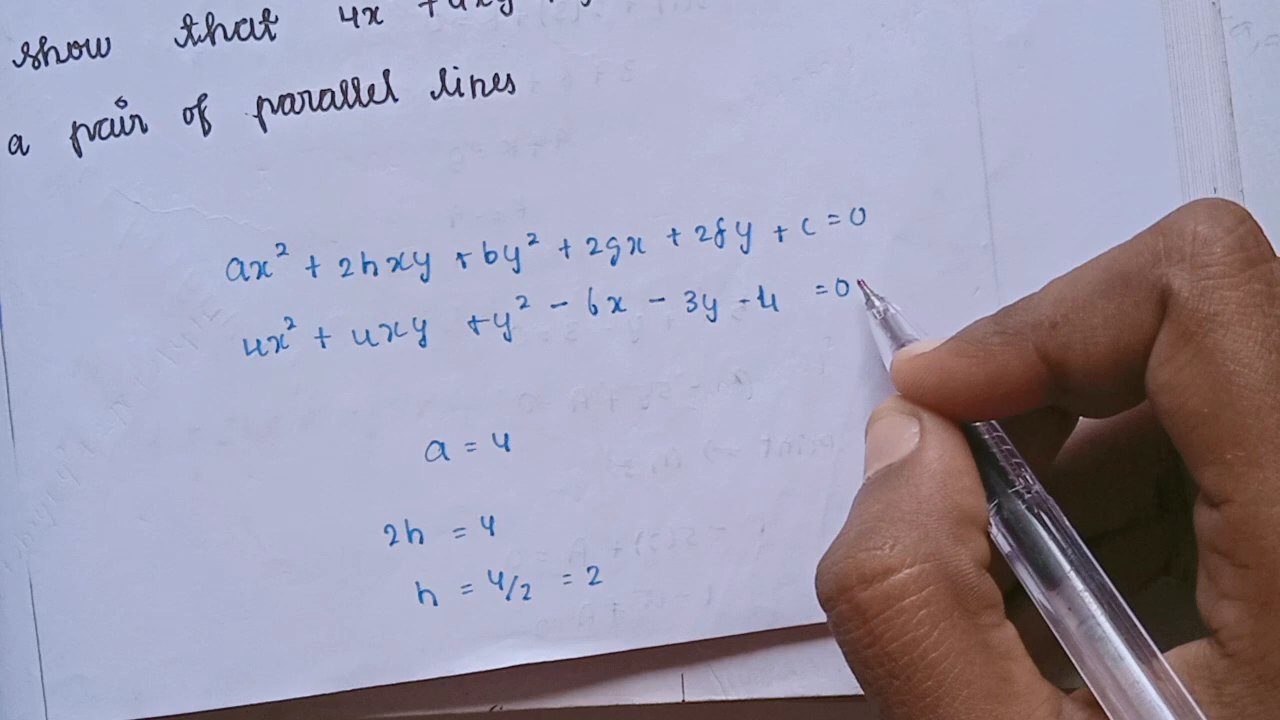 show that 4x + 4xy
a pair of parallel lines
ax² + 2hxy + by² + 2gx + 2fy + c = 0
4x² + 4xy + y² - 6x - 3y - 4 = 0
a = 4
2h = 4
h = 4/2 = 2